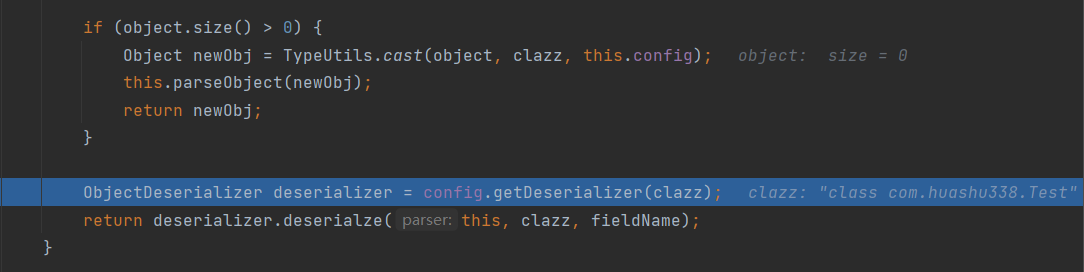 if (object.size() > 0) {
Object newObj = TypeUtils.cast(object, clazz, this.config);   object:  size = 0
this.parseObject(newObj);
return newObj;
}
ObjectDeserializer deserializer = config.getDeserializer(clazz);   clazz: "class com.huashu338.Test"
return deserializer.deserialze( parser: this, clazz, fieldName);
}